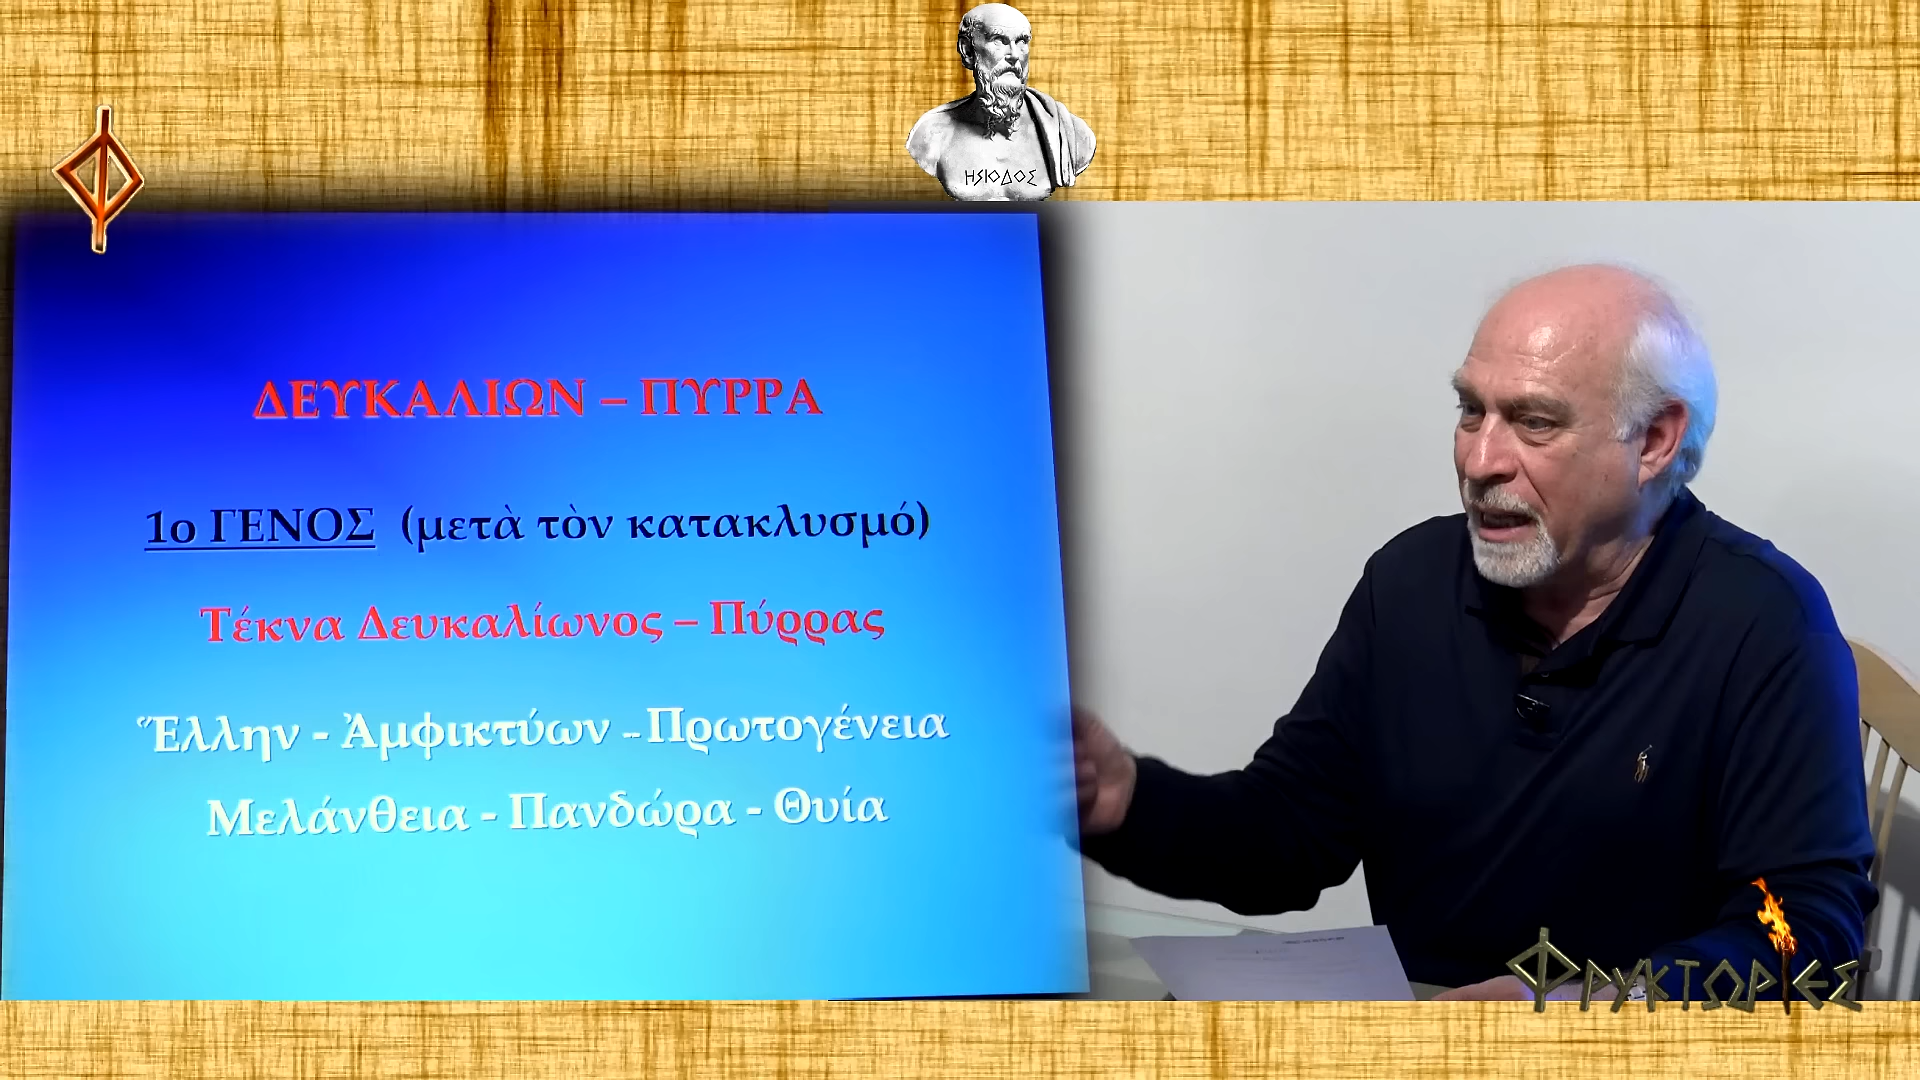 ΗΣΙΟΔΟΣ
ΔΕΥΚΑΛΙΩΝ – ΠΥΡΡΑ
1ο ΓΕΝΟΣ (μετὰ τὸν κατακλυσμό)
Τέκνα Δευκαλίωνος – Πύρρας
Ἕλλην - Ἀμφικτύων - Πρωτογένεια
Μελάνθεια - Πανδώρα - Θυία
ΦΡΥΚΤΩΡΙΕΣ